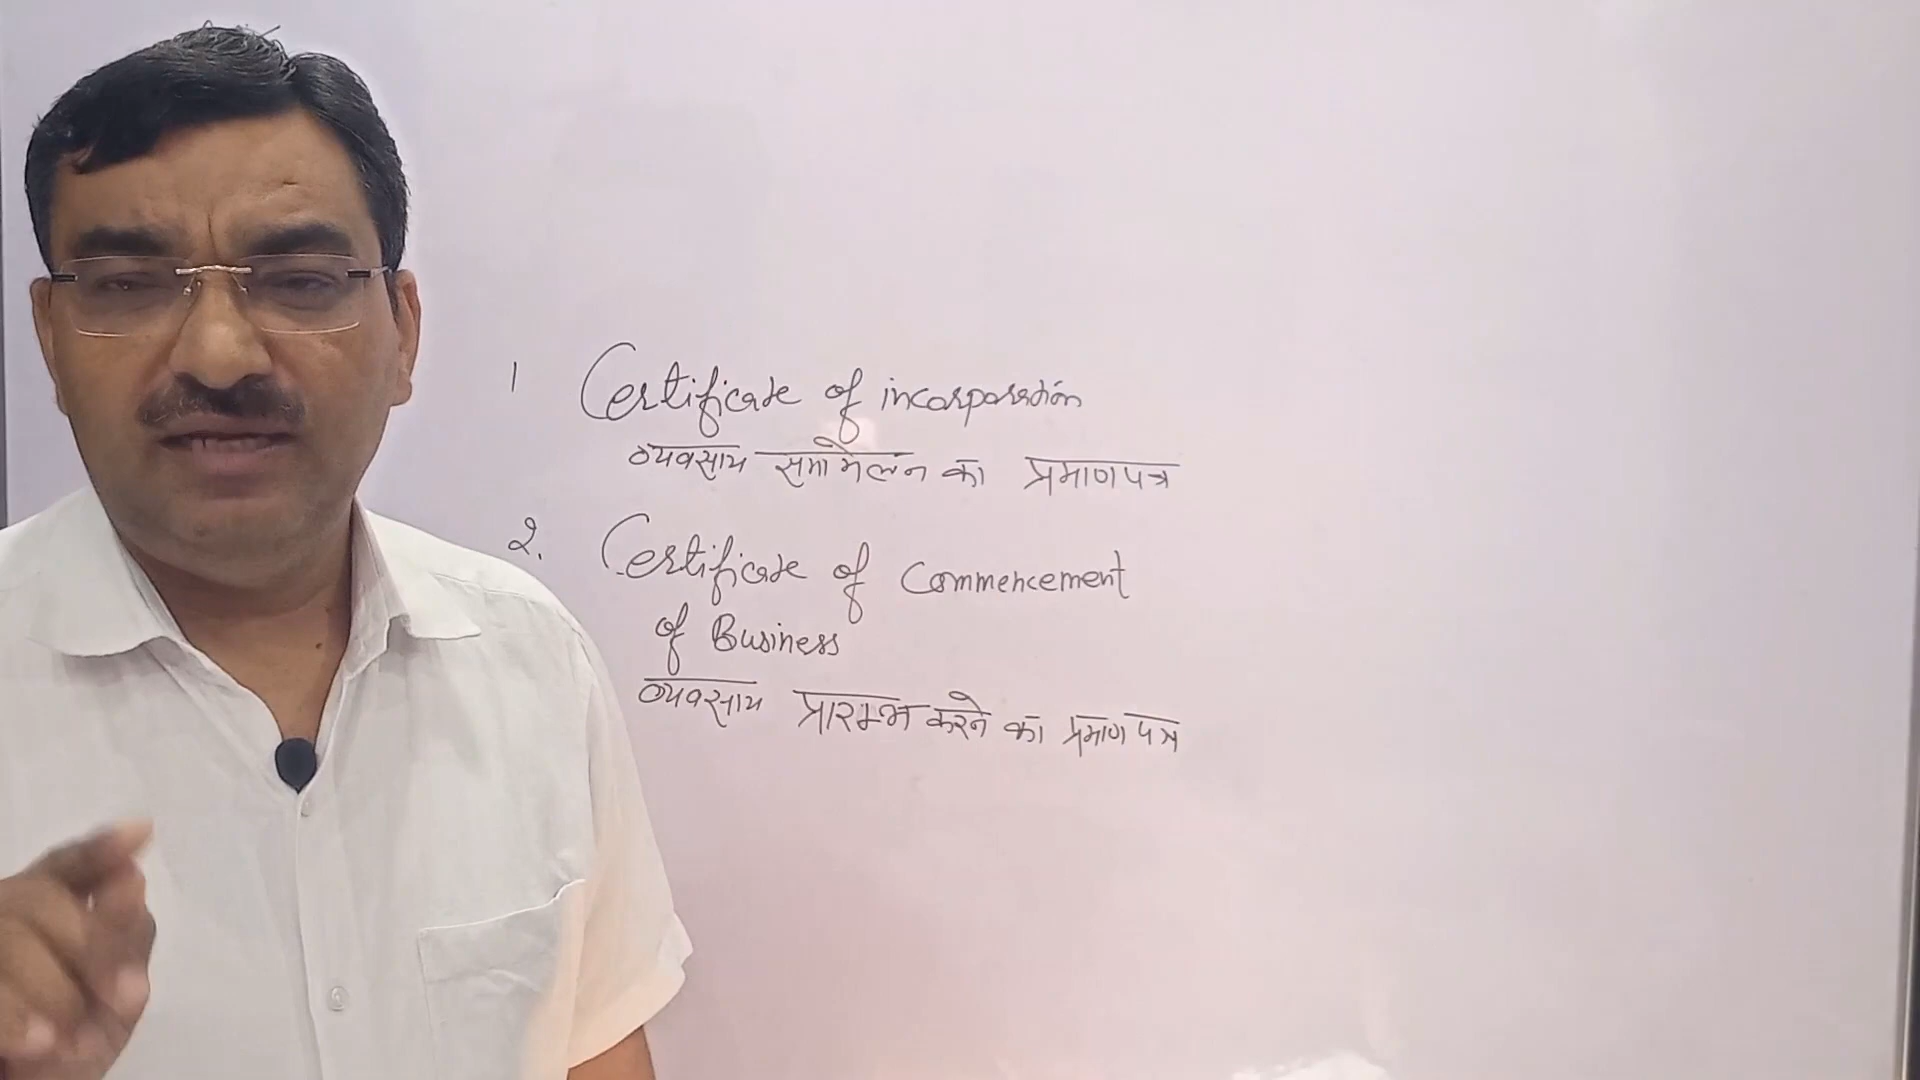 1 Certificate of incorporation
व्यवसाय समामेलन का प्रमाणपत्र
2. Certificate of Commencement
of Business
व्यवसाय प्रारम्भ करने का प्रमाण पत्र